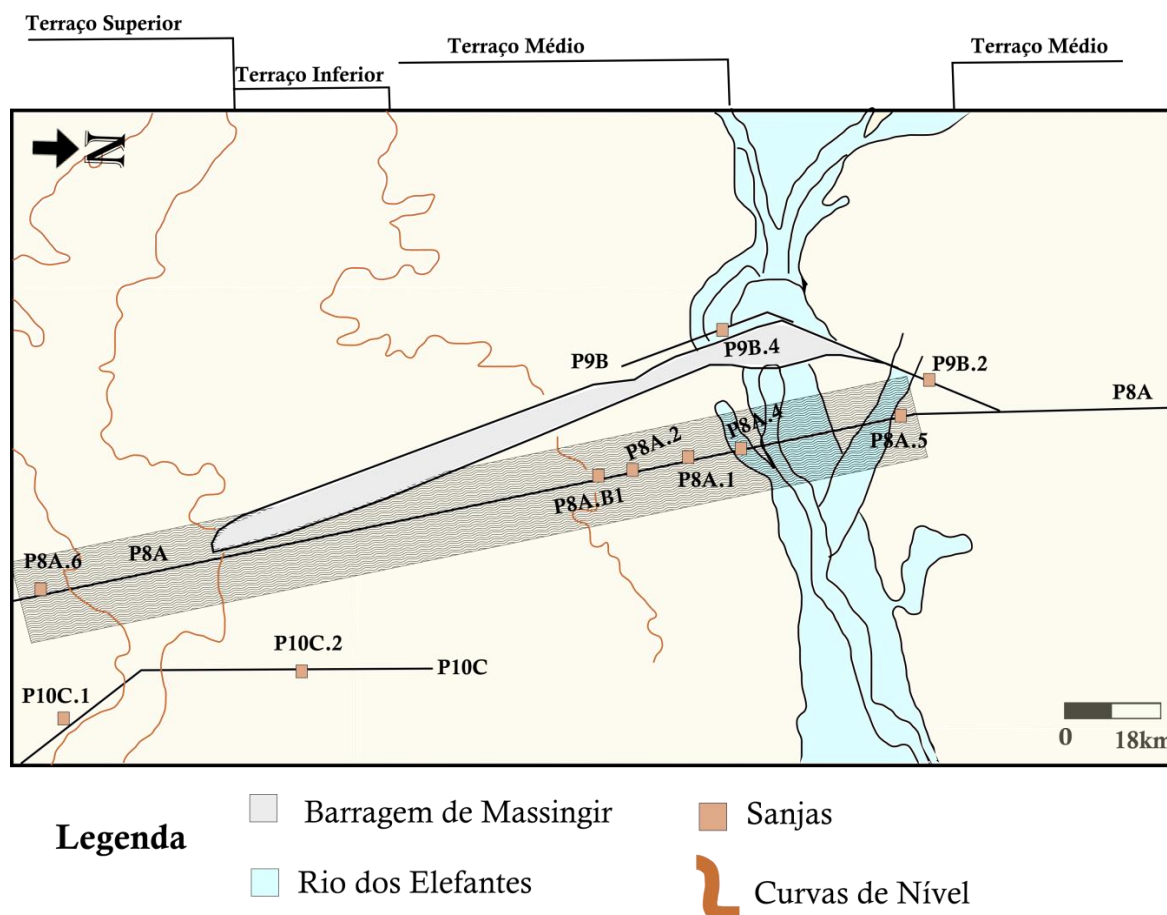 Terraço Superior
Terraço Inferior
Terraço Médio
Terraço Médio
N
P9B
P9B.4
P9B.2
P8A
P8A.4
P8A.5
P8A.2
P8A.1
P8A.B1
P8A
P8A.6
P10C.2
P10C
P10C.1
0 18km
Legenda
Barragem de Massingir
Sanjas
Rio dos Elefantes
Curvas de Nível